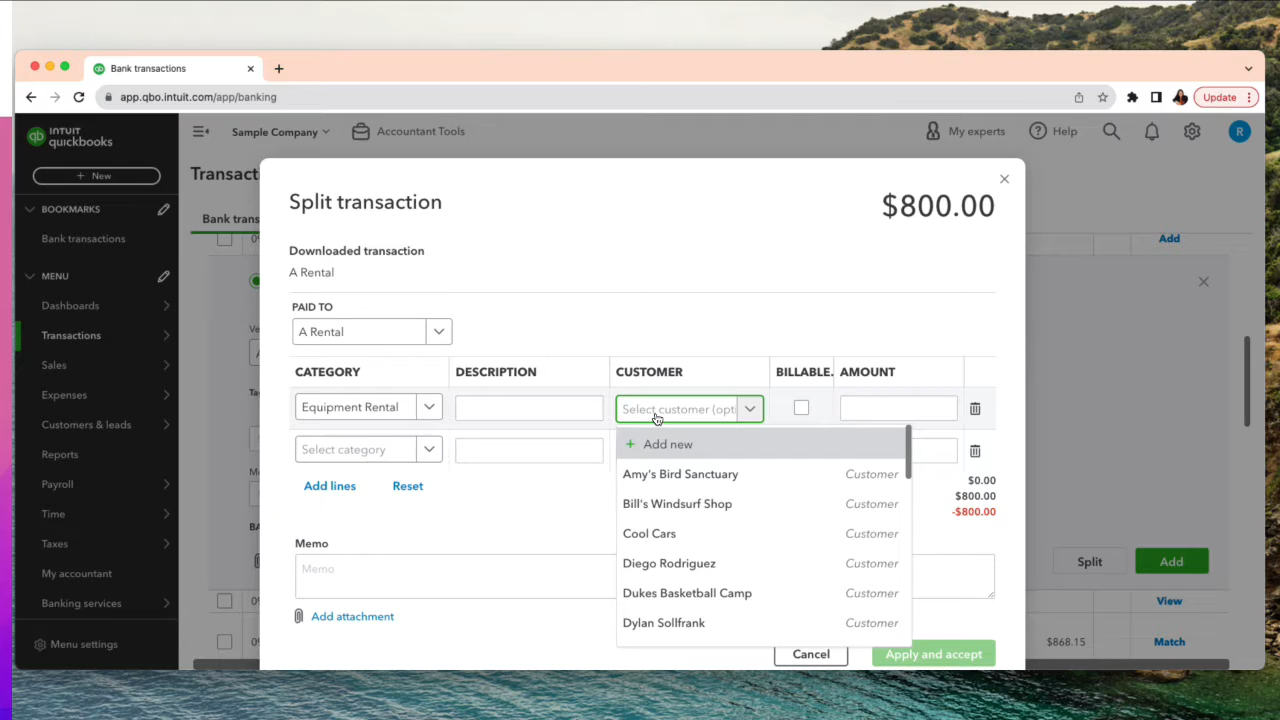 Bank transactions
app.qbo.intuit.com/app/banking
Update
INTUIT
quickbooks
Sample Company
Accountant Tools
My experts
Help
R
+ New
Transact
BOOKMARKS
Bank trans
Bank transactions
Add
MENU
Dashboards
Transactions
Sales
Expenses
Customers & leads
Reports
Payroll
Time
Taxes
My accountant
Banking services
Menu settings
Split transaction
$800.00
Downloaded transaction
A Rental
PAID TO
A Rental
CATEGORY DESCRIPTION CUSTOMER BILLABLE. AMOUNT
Equipment Rental
Select customer (opti
Select category
+ Add new
Amy's Bird Sanctuary Customer
Bill's Windsurf Shop Customer
Cool Cars Customer
Diego Rodriguez Customer
Dukes Basketball Camp Customer
Dylan Sollfrank Customer
Add lines Reset
$0.00
$800.00
-$800.00
Memo
Memo
Add attachment
Cancel Apply and accept
Split Add
View
$868.15 Match